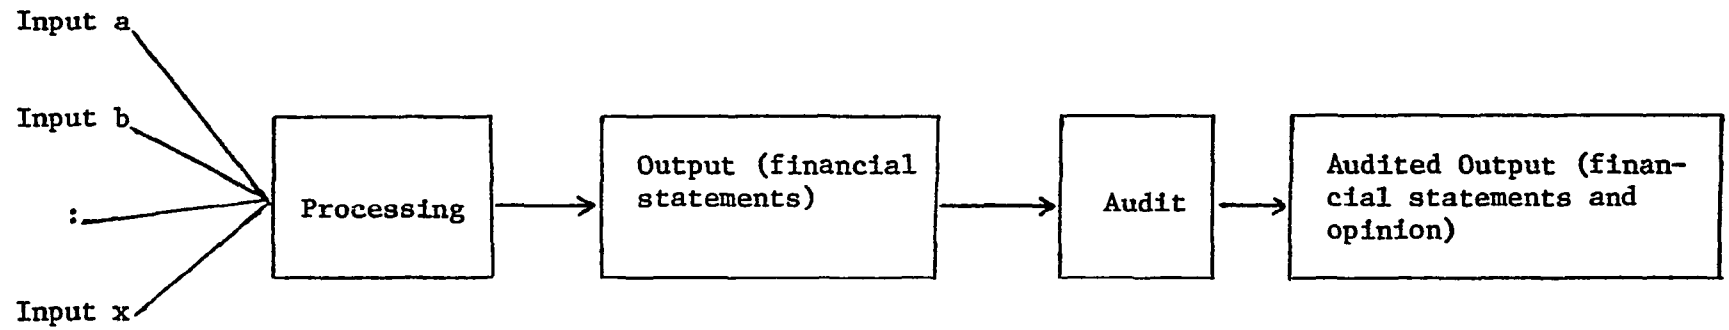 Input a
Input b
:
Input x
Processing
Output (financial
statements)
Audit
Audited Output (finan-
cial statements and
opinion)